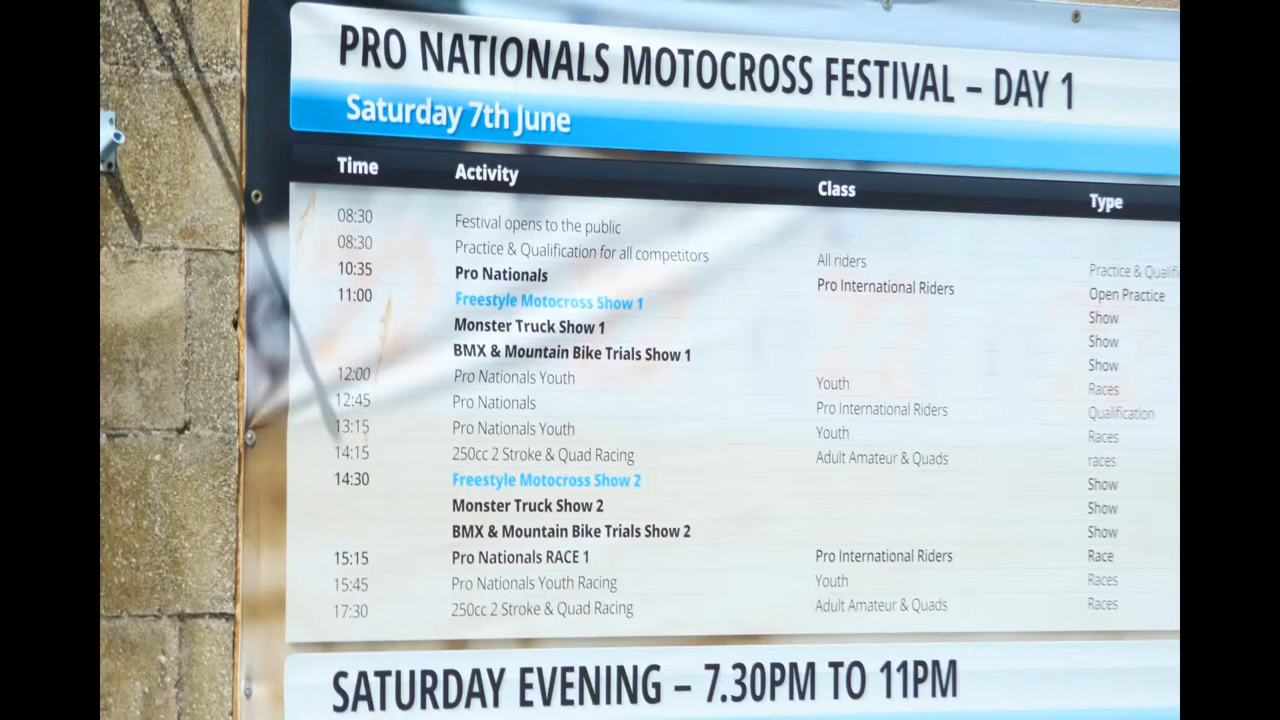 PRO NATIONALS MOTOCROSS FESTIVAL – DAY 1
Saturday 7th June
Time Activity Class Type
08:30 Festival opens to the public
08:30 Practice & Qualification for all competitors All riders Practice & Qualifi
10:35 Pro Nationals Pro International Riders Open Practice
11:00 Freestyle Motocross Show 1 Show
Monster Truck Show 1 Show
BMX & Mountain Bike Trials Show 1 Show
12:00 Pro Nationals Youth Youth Races
12:45 Pro Nationals Pro International Riders Qualification
13:15 Pro Nationals Youth Youth Races
14:15 250cc 2 Stroke & Quad Racing Adult Amateur & Quads races
14:30 Freestyle Motocross Show 2 Show
Monster Truck Show 2 Show
BMX & Mountain Bike Trials Show 2 Show
15:15 Pro Nationals RACE 1 Pro International Riders Race
15:45 Pro Nationals Youth Racing Youth Races
17:30 250cc 2 Stroke & Quad Racing Adult Amateur & Quads Races
SATURDAY EVENING – 7.30PM TO 11PM